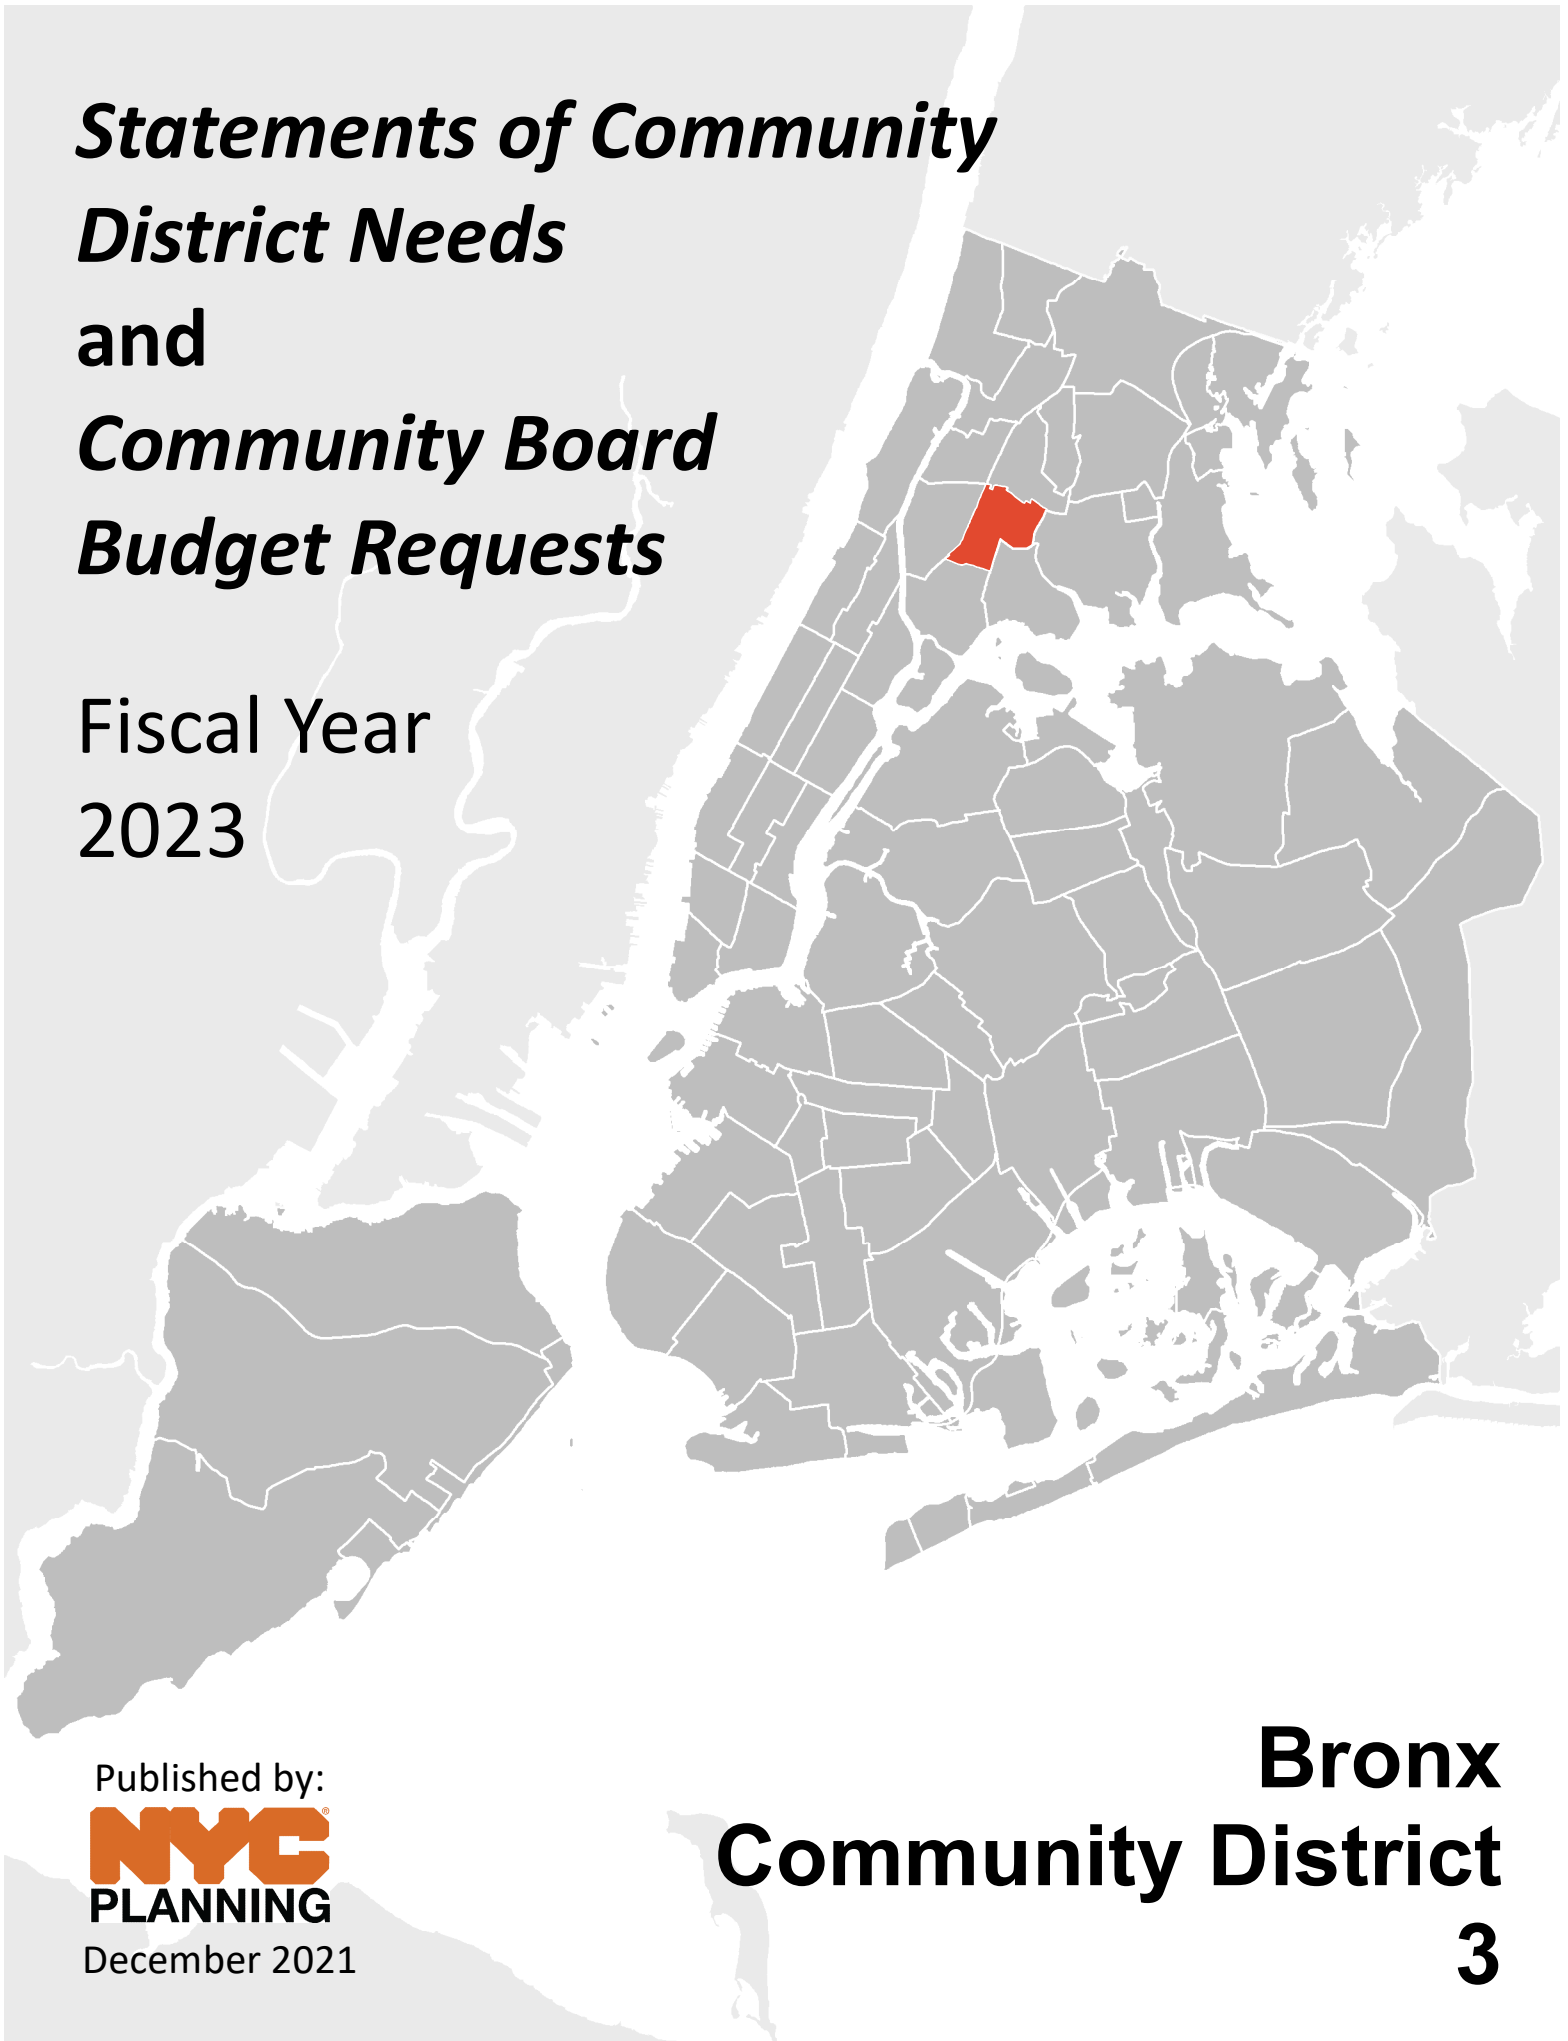 Statements of Community
District Needs
and
Community Board
Budget Requests
Fiscal Year
2023
Published by:
NYC®
PLANNING
December 2021
Bronx
Community District
3